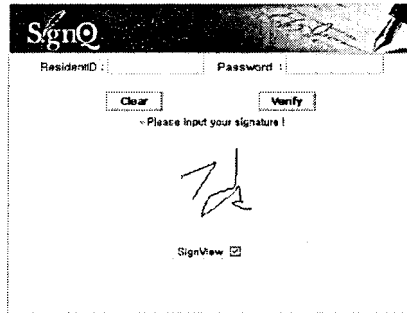 SignQ
ResidentID : Password :
Clear Verify
~ Please input your signature !
SignView